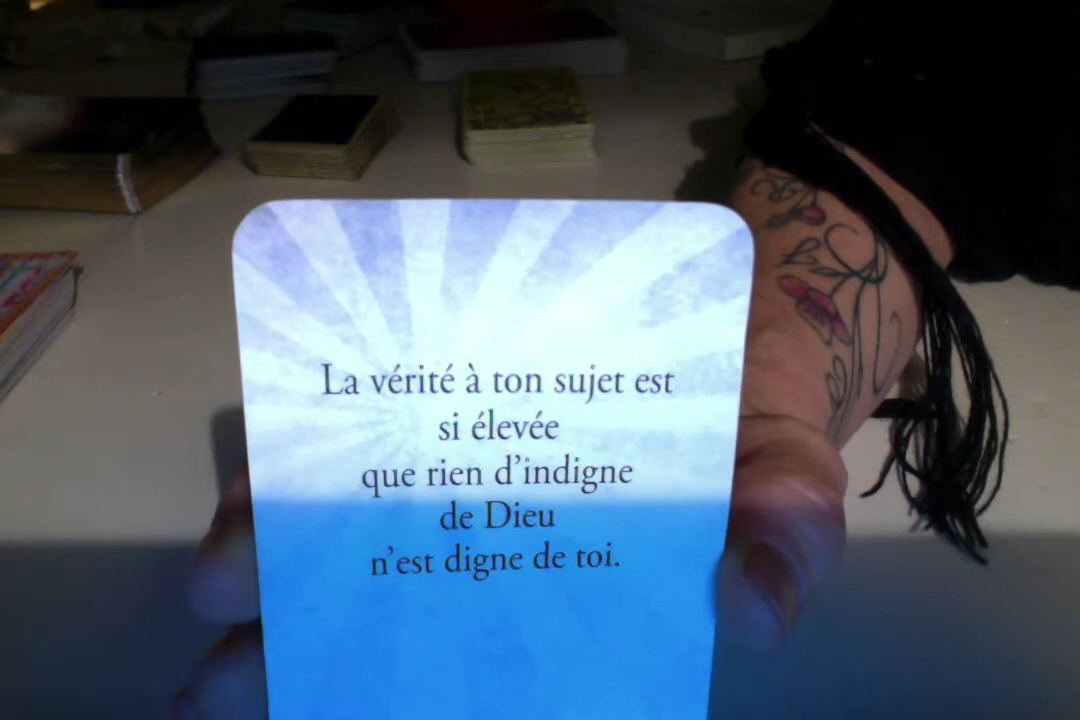 La vérité à ton sujet est
si élevée
que rien d'indigne
de Dieu
n'est digne de toi.